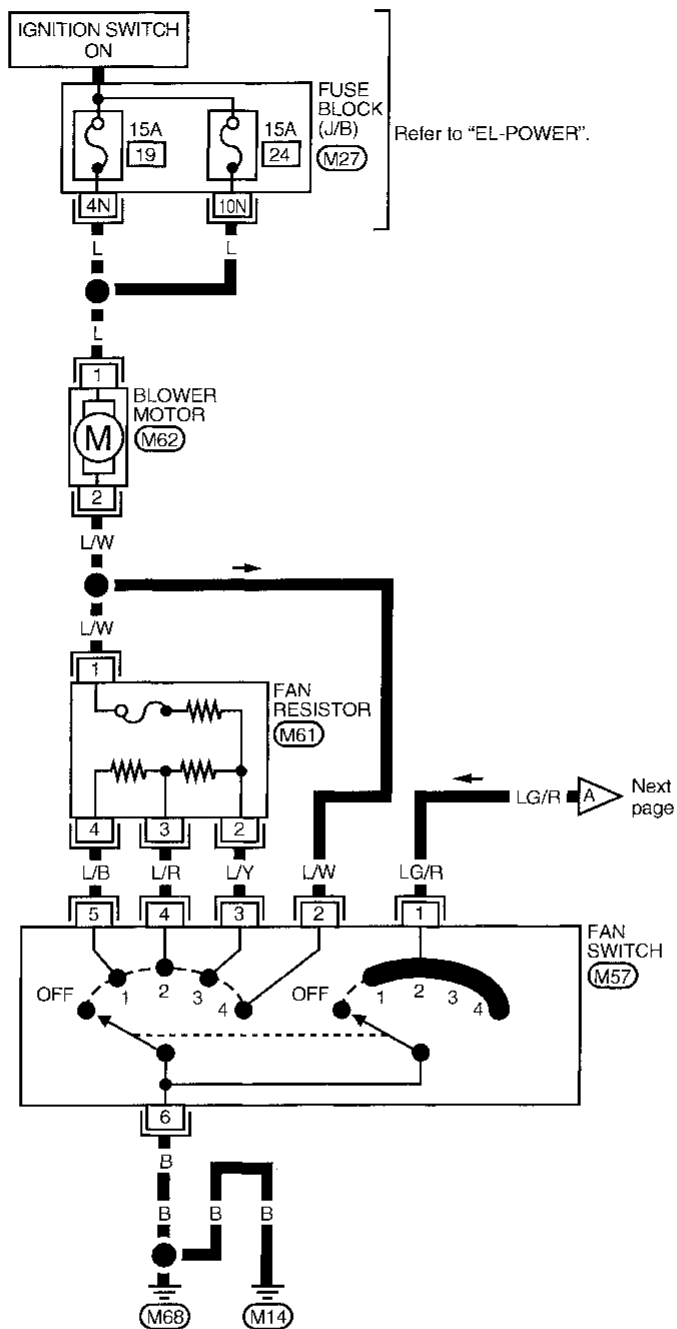 IGNITION SWITCH
ON
FUSE
BLOCK
(J/B)
M27
Refer to "EL-POWER".
15A
19
15A
24
4N
10N
L
L
L
1
BLOWER
MOTOR
M62
M
2
L/W
L/W
1
FAN
RESISTOR
M61
LG/R
A
Next
page
4
3
2
L/B
L/R
L/Y
L/W
LG/R
5
4
3
2
1
FAN
SWITCH
M57
OFF
1
2
3
4
OFF
1
2
3
4
6
B
B
B
B
M68
M14